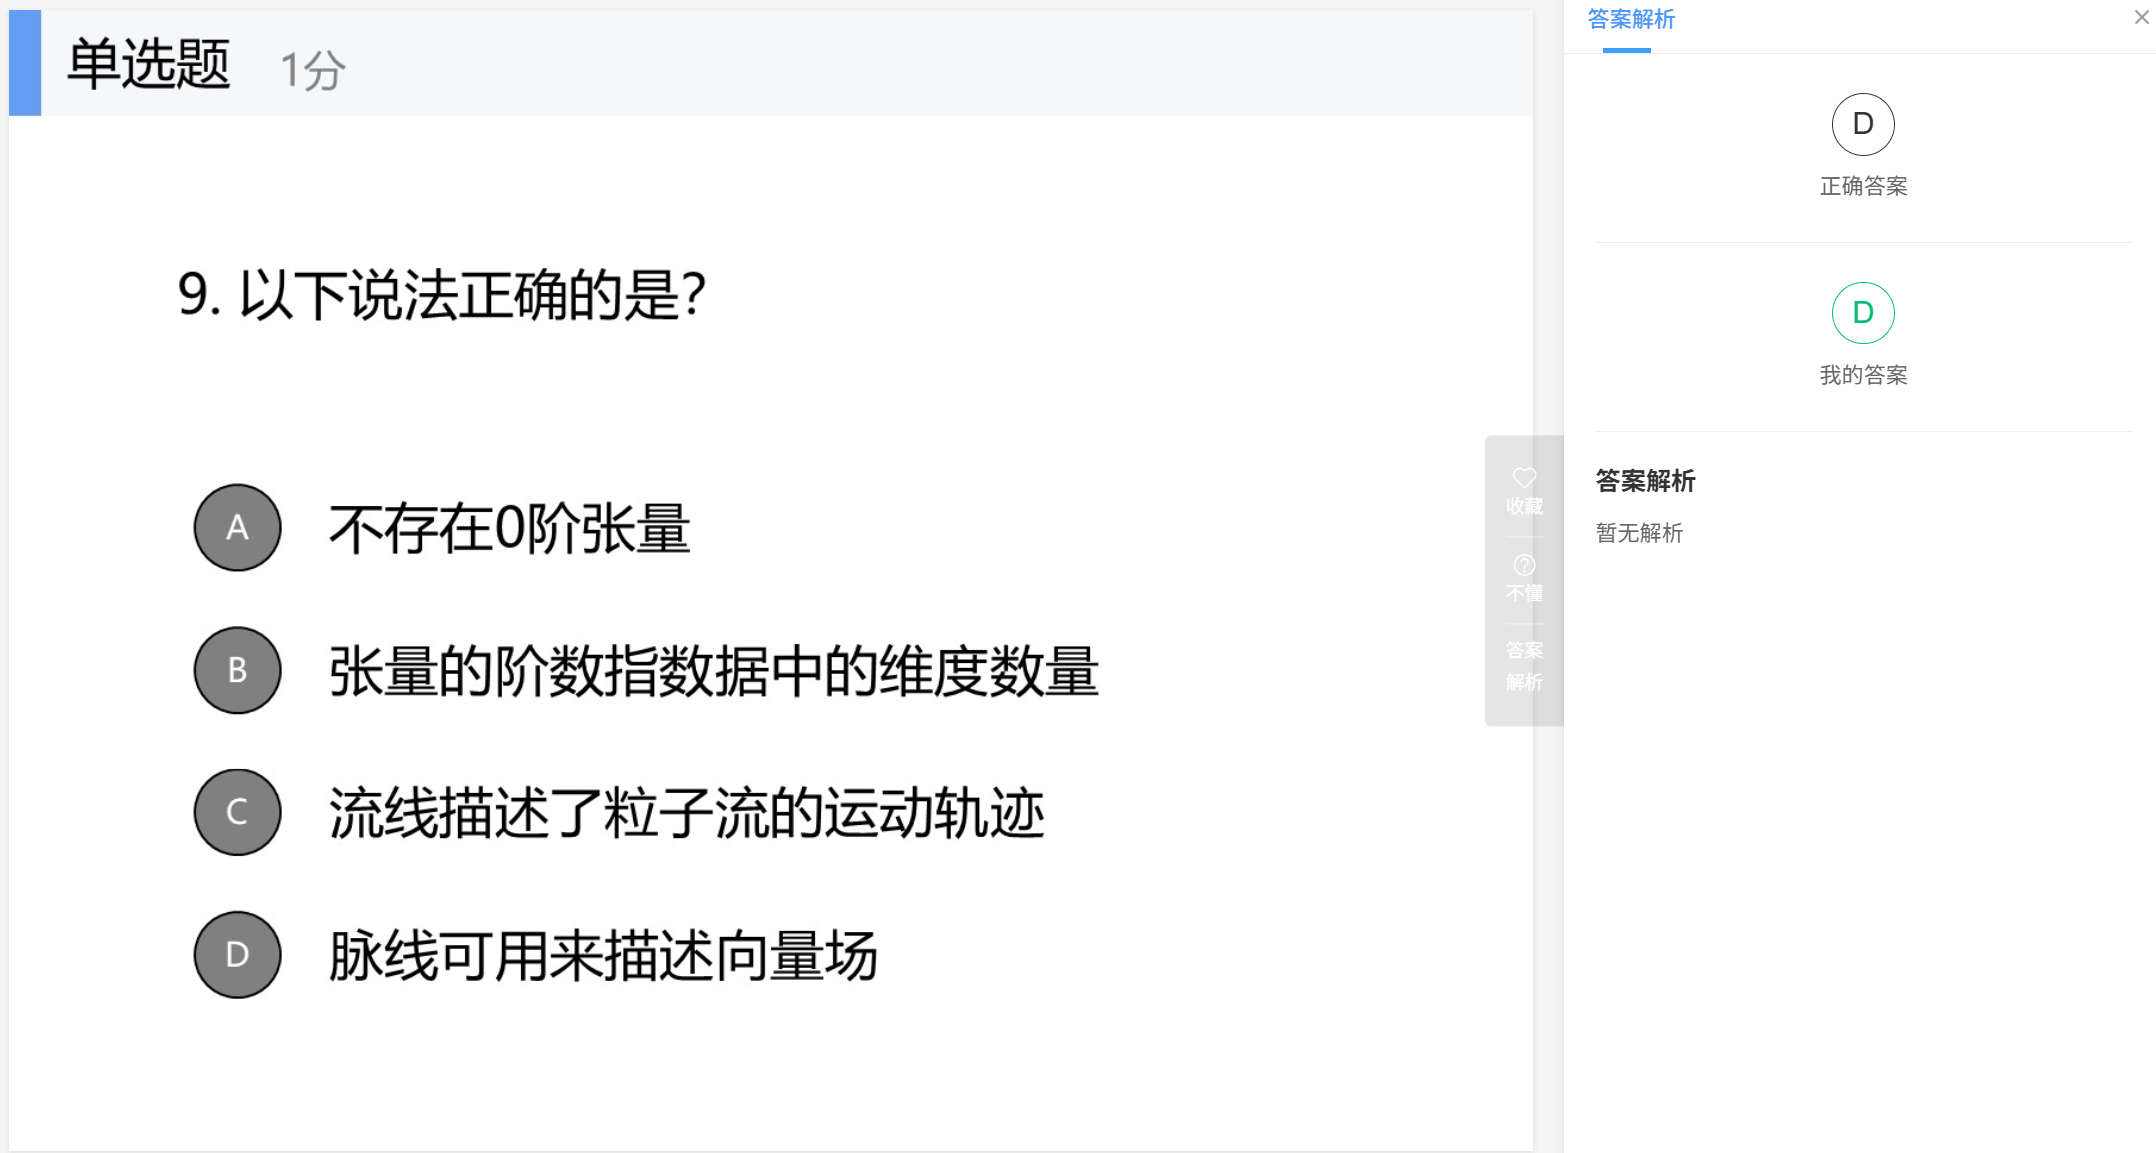 单选题 1分
9. 以下说法正确的是?
A 不存在0阶张量
B 张量的阶数指数据中的维度数量
C 流线描述了粒子流的运动轨迹
D 脉线可用来描述向量场
收藏
不懂
答案
解析
答案解析
D
正确答案
D
我的答案
答案解析
暂无解析